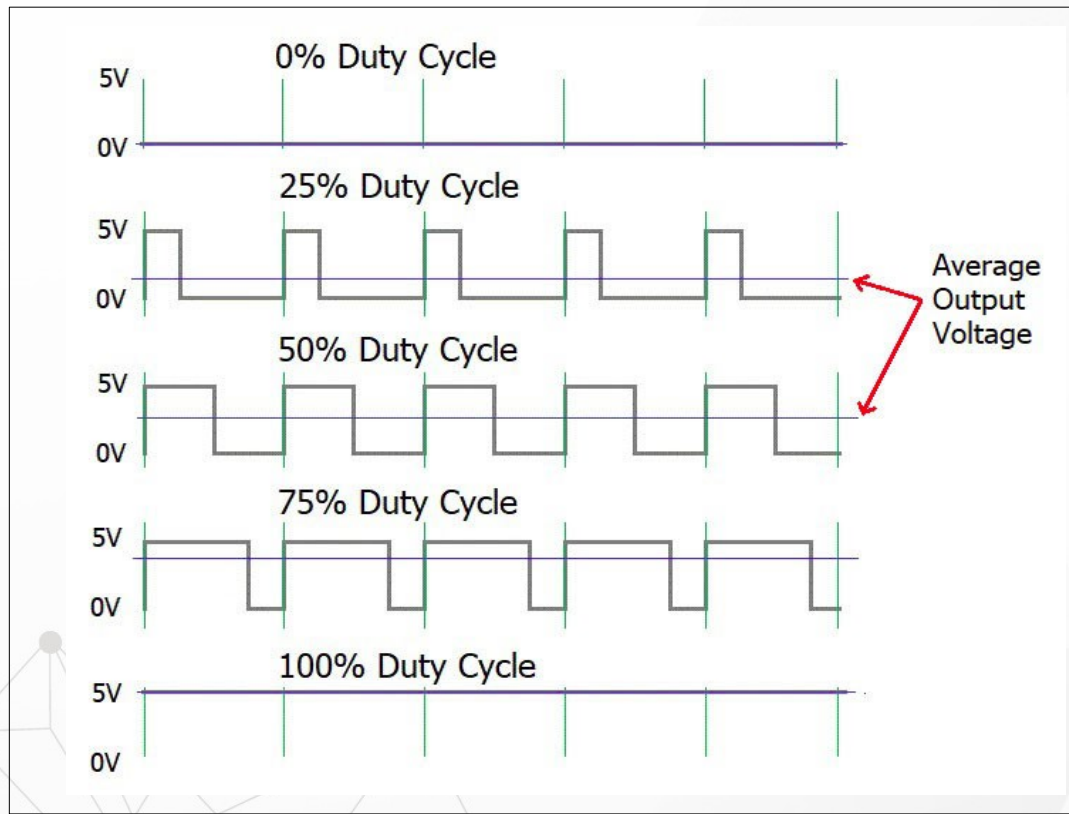 0% Duty Cycle
5V
0V
25% Duty Cycle
5V
0V
Average
Output
Voltage
50% Duty Cycle
5V
0V
75% Duty Cycle
5V
0V
100% Duty Cycle
5V
0V